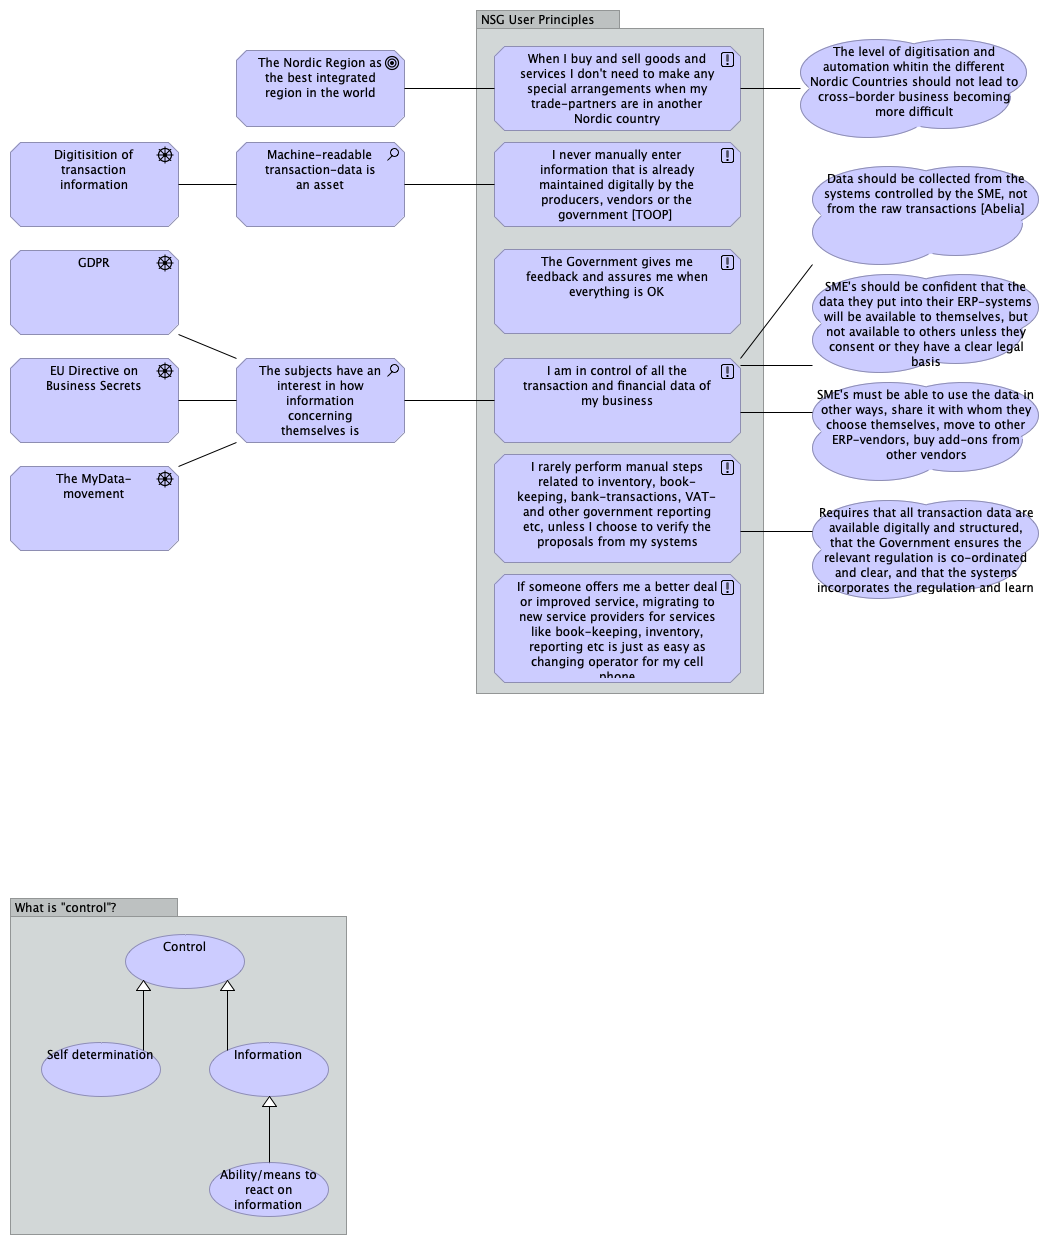 NSG User Principles
The Nordic Region as
the best integrated
region in the world
When I buy and sell goods and
services I don't need to make any
special arrangements when my
trade-partners are in another
Nordic country
The level of digitisation and
automation whitin the different
Nordic Countries should not lead to
cross-border business becoming
more difficult
Digitisition of
transaction
information
Machine-readable
transaction-data is
an asset
I never manually enter
information that is already
maintained digitally by the
producers, vendors or the
government [TOOP]
Data should be collected from the
systems controlled by the SME, not
from the raw transactions [Abelia]
GDPR
The Government gives me
feedback and assures me when
everything is OK
SME's should be confident that the
data they put into their ERP-systems
will be available to themselves, but
not available to others unless they
consent or they have a clear legal
basis
EU Directive on
Business Secrets
The subjects have an
interest in how
information
concerning
themselves is
I am in control of all the
transaction and financial data of
my business
SME's must be able to use the data in
other ways, share it with whom they
choose themselves, move to other
ERP-vendors, buy add-ons from
other vendors
The MyData-
movement
I rarely perform manual steps
related to inventory, book-
keeping, bank-transactions, VAT-
and other government reporting
etc, unless I choose to verify the
proposals from my systems
Requires that all transaction data are
available digitally and structured,
that the Government ensures the
relevant regulation is co-ordinated
and clear, and that the systems
incorporates the regulation and learn
If someone offers me a better deal
or improved service, migrating to
new service providers for services
like book-keeping, inventory,
reporting etc is just as easy as
changing operator for my cell
phone
What is "control"?
Control
Self determination
Information
Ability/means to
react on
information